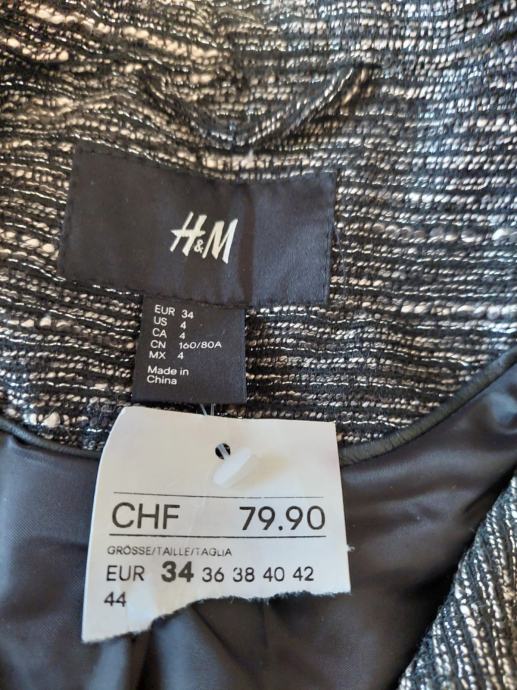 H&M
EUR 34
US 4
CA 4
CN 160/80A
MX 4
Made in
China
CHF 79.90
GRÖSSE/TAILLE/TAGLIA
EUR 34 36 38 40 42
44